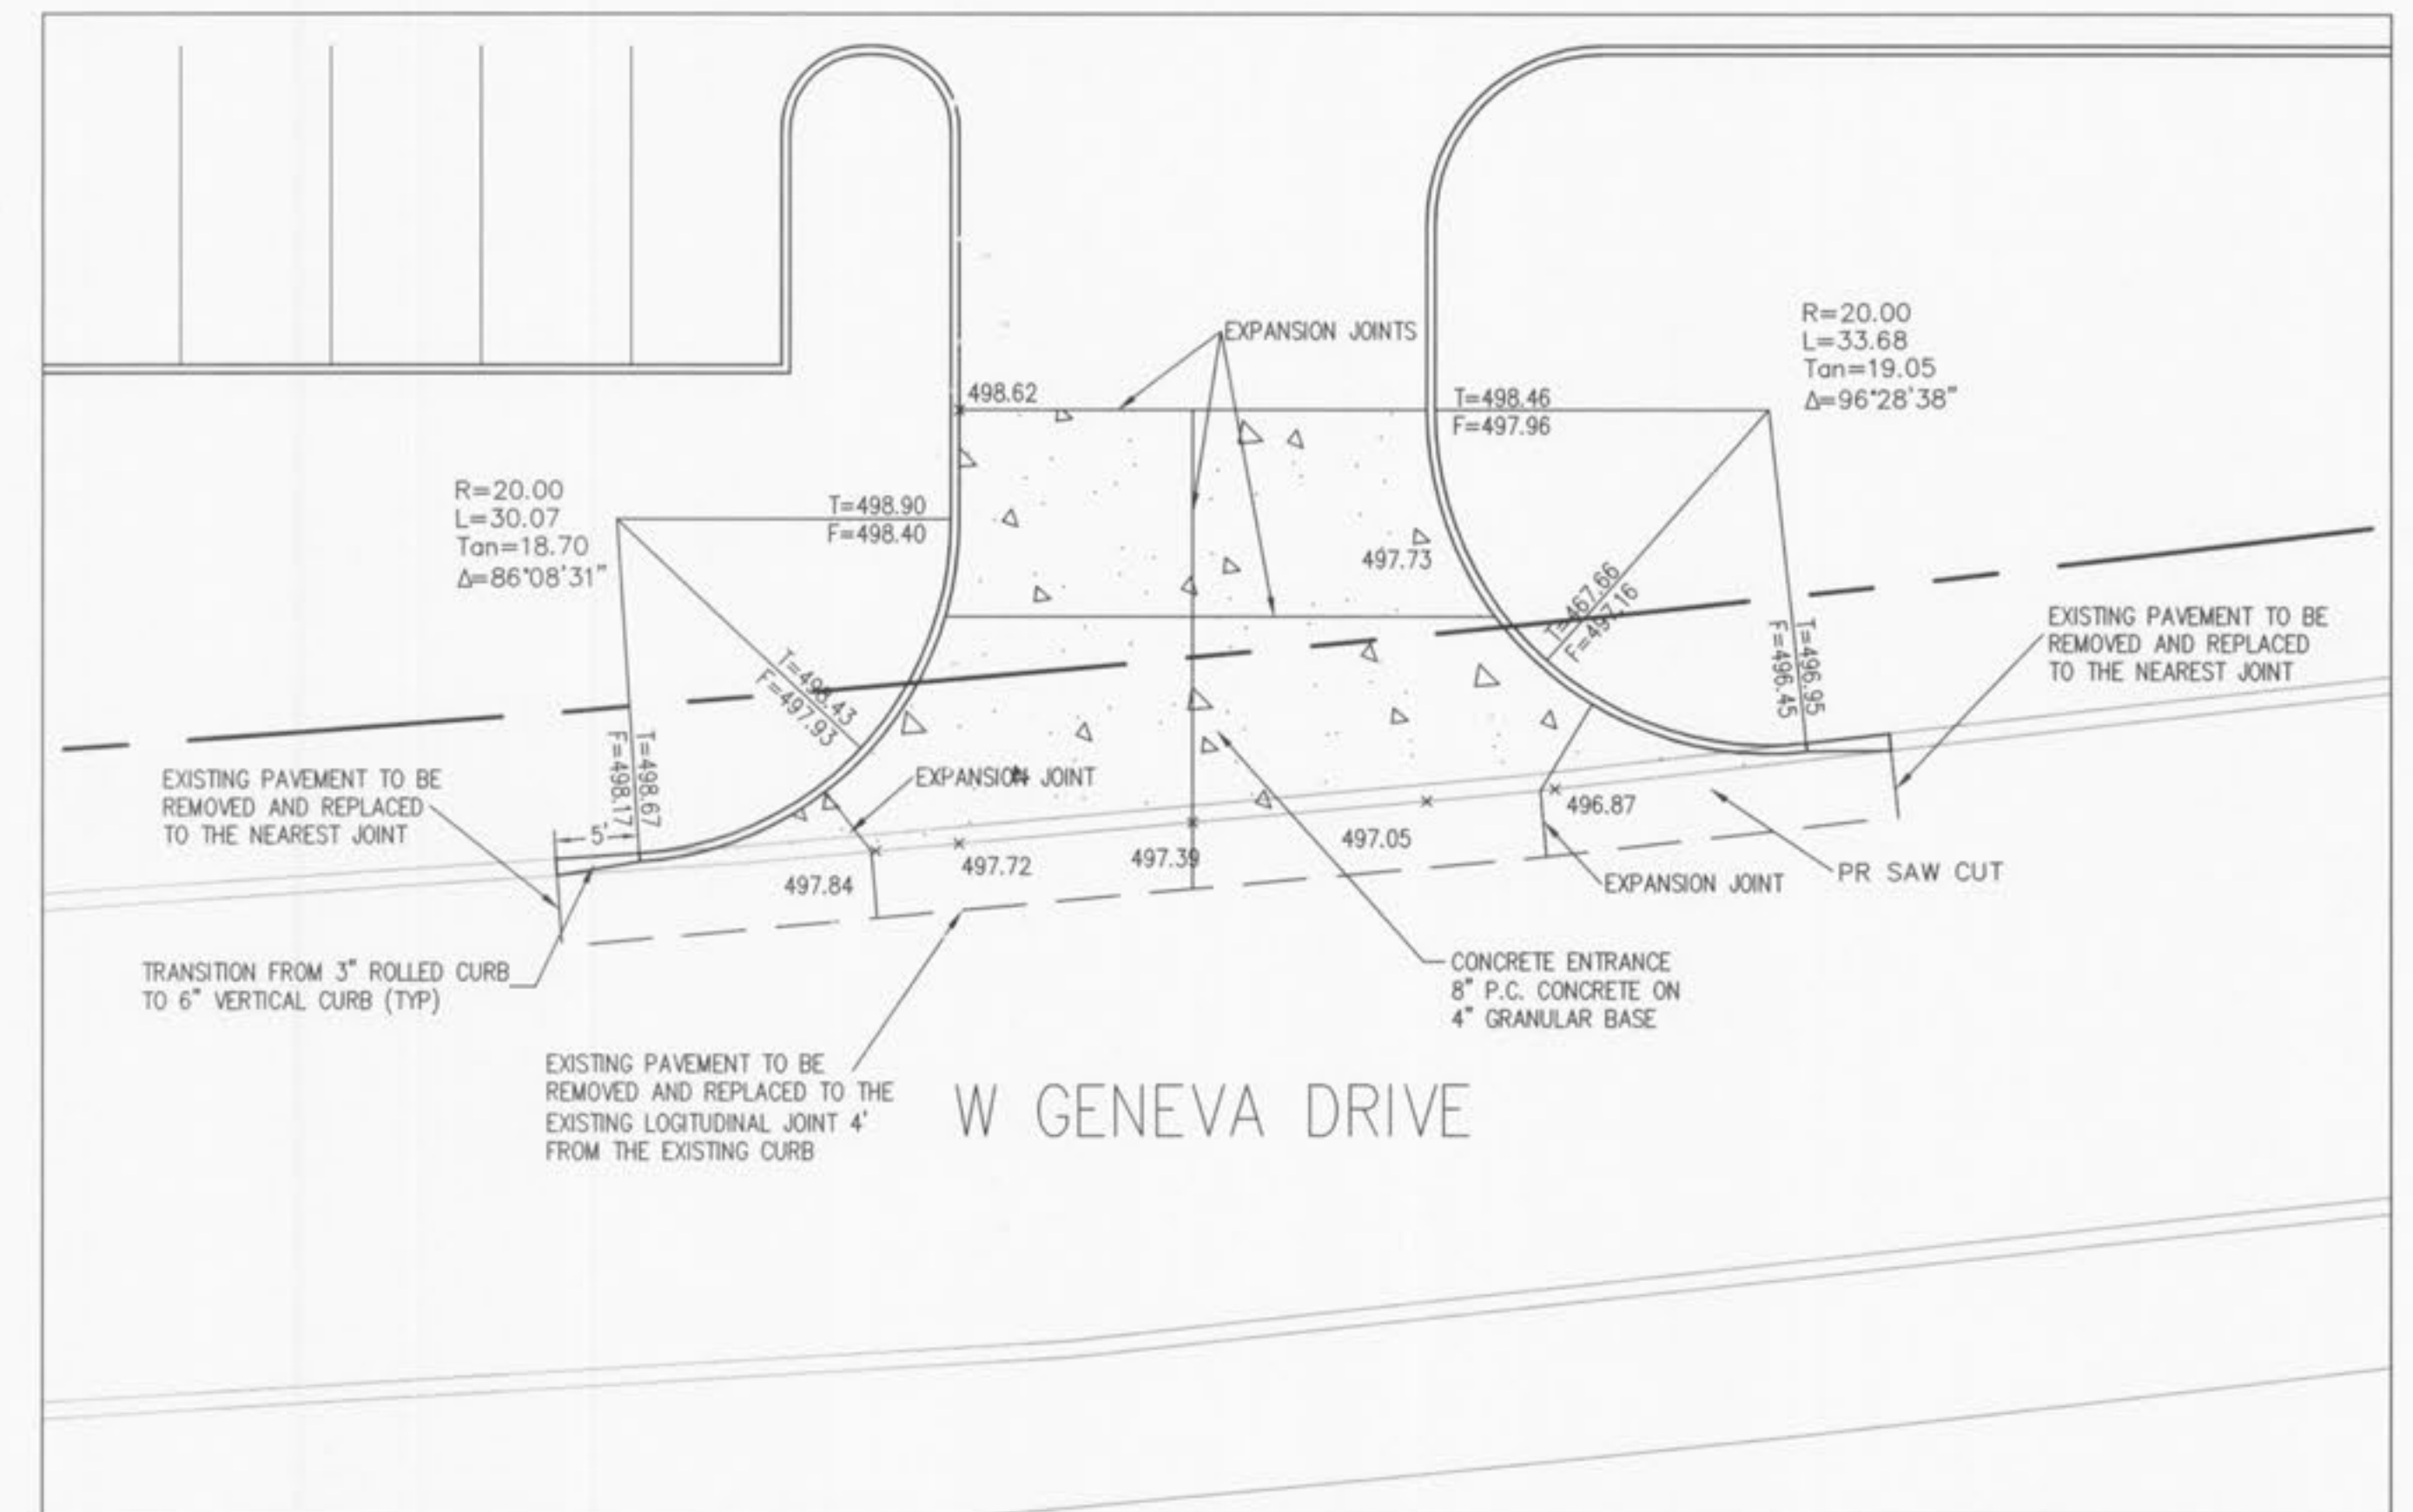 EXPANSION JOINTS
R=20.00
L=33.68
Tan=19.05
Δ=96°28'38"
498.62
T=498.46
F=497.96
R=20.00
L=30.07
Tan=18.70
Δ=86°08'31"
T=498.90
F=498.40
497.73
T=467.66
F=497.16
T=496.95
F=496.45
EXISTING PAVEMENT TO BE
REMOVED AND REPLACED
TO THE NEAREST JOINT
T=498.43
F=497.93
T=498.67
F=498.17
EXISTING PAVEMENT TO BE
REMOVED AND REPLACED
TO THE NEAREST JOINT
EXPANSION JOINT
5'
496.87
497.05
497.39
497.72
497.84
EXPANSION JOINT
PR SAW CUT
TRANSITION FROM 3" ROLLED CURB
TO 6" VERTICAL CURB (TYP)
CONCRETE ENTRANCE
8" P.C. CONCRETE ON
4" GRANULAR BASE
EXISTING PAVEMENT TO BE
REMOVED AND REPLACED TO THE
EXISTING LOGITUDINAL JOINT 4'
FROM THE EXISTING CURB
W GENEVA DRIVE